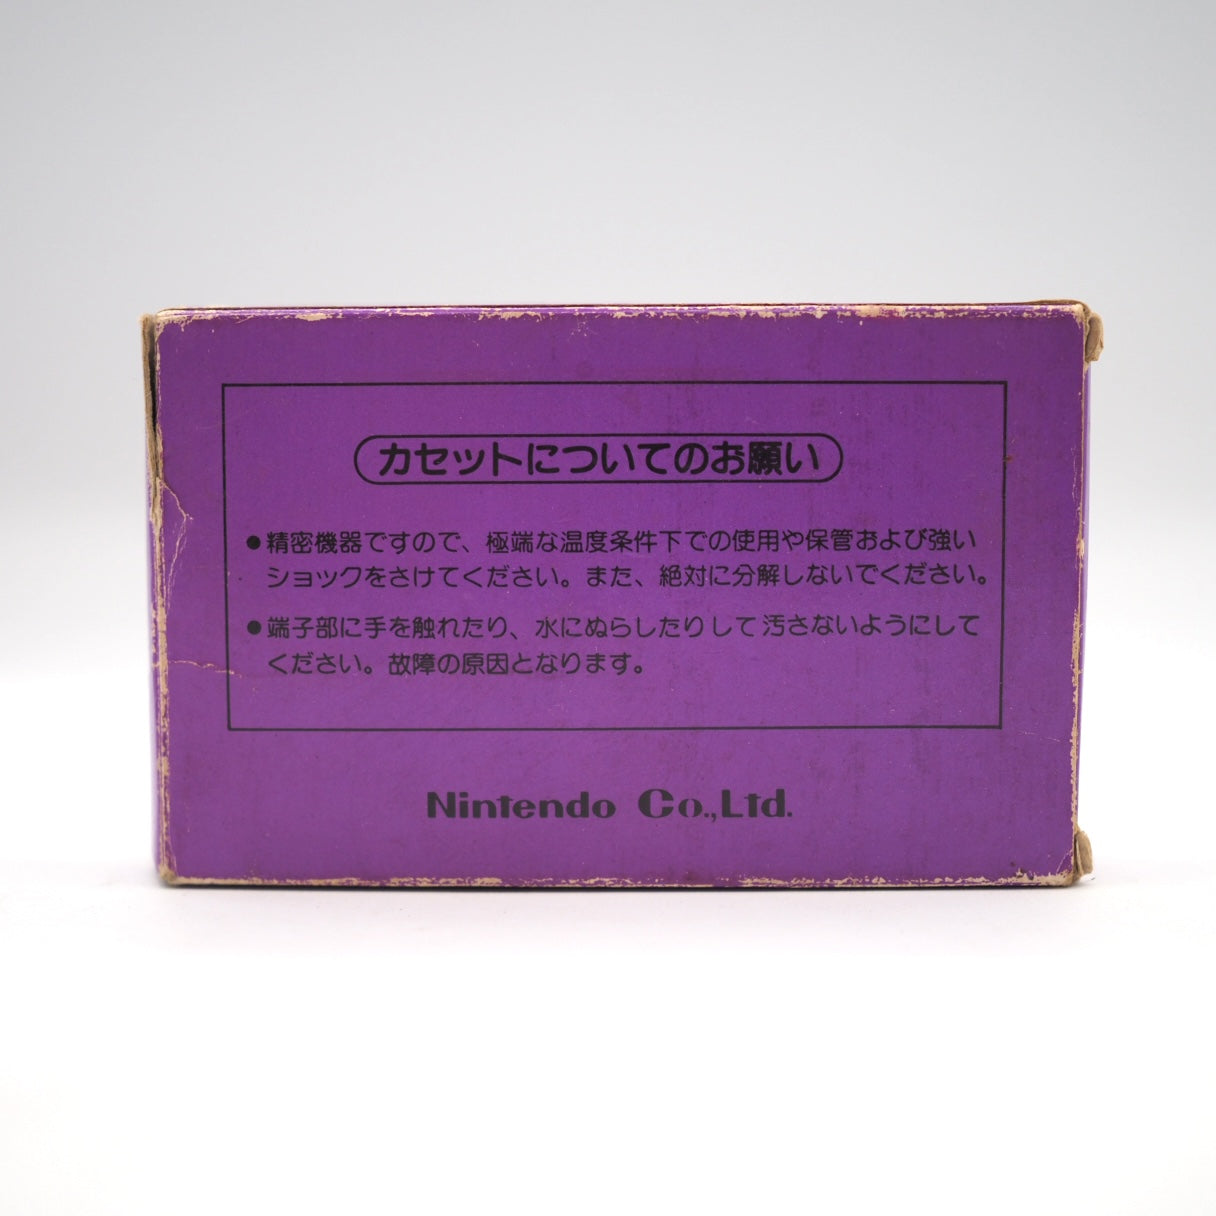 カセットについてのお願い
●精密機器ですので、極端な温度条件下での使用や保管および強い
ショックをさけてください。また、絶対に分解しないでください。
●端子部に手を触れたり、水にぬらしたりして汚さないようにして
ください。故障の原因となります。
Nintendo Co.,Ltd.